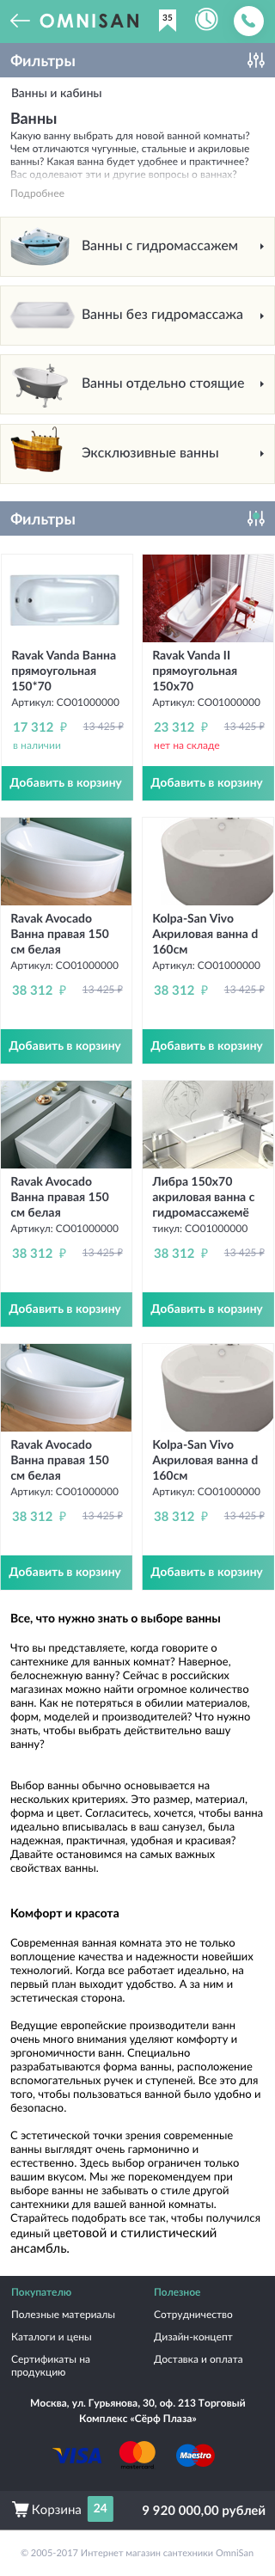 OMNISAN
35
Фильтры
Ванны и кабины
Ванны
Какую ванну выбрать для новой ванной комнаты?
Чем отличаются чугунные, стальные и акриловые
ванны? Какая ванна будет удобнее и практичнее?
Вас одолевают эти и другие вопросы о ваннах?
Подробнее
Ванны с гидромассажем
Ванны без гидромассажа
Ванны отдельно стоящие
Эксклюзивные ванны
Фильтры
Ravak Vanda Ванна
прямоугольная
150*70
Артикул: СО01000000
17 312 ₽ 13 425 ₽
в наличии
Добавить в корзину
Ravak Vanda II
прямоугольная
150x70
Артикул: СО01000000
23 312 ₽ 13 425 ₽
нет на складе
Добавить в корзину
Ravak Avocado
Ванна правая 150
см белая
Артикул: СО01000000
38 312 ₽ 13 425 ₽
Добавить в корзину
Kolpa-San Vivo
Акриловая ванна d
160см
Артикул: СО01000000
38 312 ₽ 13 425 ₽
Добавить в корзину
Ravak Avocado
Ванна правая 150
см белая
Артикул: СО01000000
38 312 ₽ 13 425 ₽
Добавить в корзину
Либра 150x70
акриловая ванна с
гидромассажемё
тикул: СО01000000
38 312 ₽ 13 425 ₽
Добавить в корзину
Ravak Avocado
Ванна правая 150
см белая
Артикул: СО01000000
38 312 ₽ 13 425 ₽
Добавить в корзину
Kolpa-San Vivo
Акриловая ванна d
160см
Артикул: СО01000000
38 312 ₽ 13 425 ₽
Добавить в корзину
Все, что нужно знать о выборе ванны
Что вы представляете, когда говорите о
сантехнике для ванных комнат? Наверное,
белоснежную ванну? Сейчас в российских
магазинах можно найти огромное количество
ванн. Как не потеряться в обилии материалов,
форм, моделей и производителей? Что нужно
знать, чтобы выбрать действительно вашу
ванну?
Выбор ванны обычно основывается на
нескольких критериях. Это размер, материал,
форма и цвет. Согласитесь, хочется, чтобы ванна
идеально вписывалась в ваш санузел, была
надежная, практичная, удобная и красивая?
Давайте остановимся на самых важных
свойствах ванны.
Комфорт и красота
Современная ванная комната это не только
воплощение качества и надежности новейших
технологий. Когда все работает идеально, на
первый план выходит удобство. А за ним и
эстетическая сторона.
Ведущие европейские производители ванн
очень много внимания уделяют комфорту и
эргономичности ванн. Специально
разрабатываются форма ванны, расположение
вспомогательных ручек и ступеней. Все это для
того, чтобы пользоваться ванной было удобно и
безопасно.
С эстетической точки зрения современные
ванны выглядят очень гармонично и
естественно. Здесь выбор ограничен только
вашим вкусом. Мы же порекомендуем при
выборе ванны не забывать о стиле другой
сантехники для вашей ванной комнаты.
Старайтесь подобрать все так, чтобы получился
единый цветовой и стилистический
ансамбль.
Покупателю
Полезные материалы
Каталоги и цены
Сертификаты на
продукцию
Полезное
Сотрудничество
Дизайн-концепт
Доставка и оплата
Москва, ул. Гурьянова, 30, оф. 213 Торговый
Комплекс «Сёрф Плаза»
VISA
mastercard
Maestro
Корзина 24 9 920 000,00 рублей
© 2005-2017 Интернет магазин сантехники OmniSan